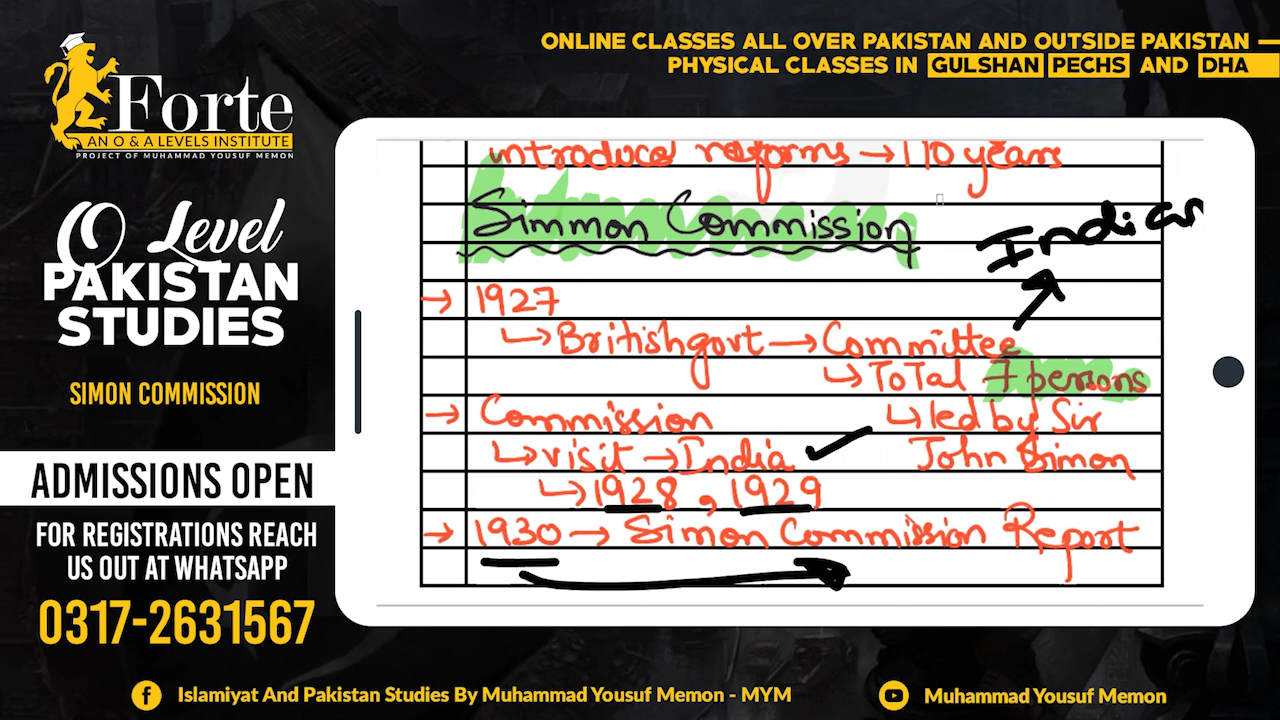 Forte
AN O & A LEVELS INSTITUTE
PROJECT OF MUHAMMAD YOUSUF MEMON
ONLINE CLASSES ALL OVER PAKISTAN AND OUTSIDE PAKISTAN
PHYSICAL CLASSES IN GULSHAN PECHS AND DHA
O Level
PAKISTAN
STUDIES
SIMON COMMISSION
ADMISSIONS OPEN
FOR REGISTRATIONS REACH
US OUT AT WHATSAPP
0317-2631567
introduce reforms → 10 years
Simmon Commission
Indian
→ 1927
↳ British govt → Committee
↳ Total 7 persons
→ Commission ↳ led by Sir
↳ visit → India ✓ John Simon
↳ 1928, 1929
→ 1930 → Simon Commission Report
Islamiyat And Pakistan Studies By Muhammad Yousuf Memon - MYM
Muhammad Yousuf Memon